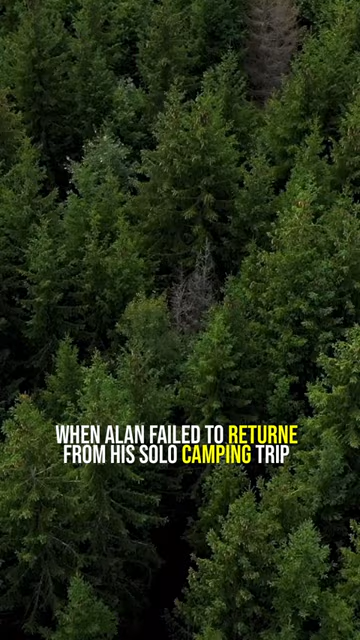 WHEN ALAN FAILED TO RETURNE
FROM HIS SOLO CAMPING TRIP